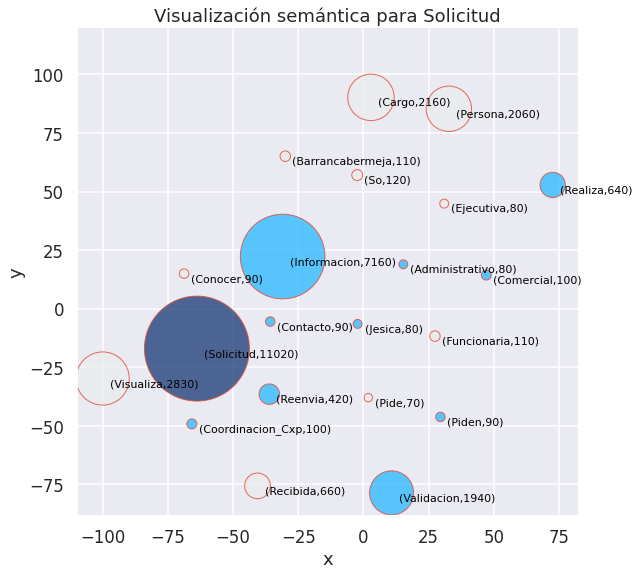 Visualización semántica para Solicitud
100
75
50
25
0
−25
−50
−75
y
(Cargo,2160)
(Persona,2060)
(Barrancabermeja,110)
(So,120)
(Realiza,640)
(Ejecutiva,80)
(Informacion,7160)
(Administrativo,80)
(Conocer,90)
(Comercial,100)
(Contacto,90)
(Jesica,80)
(Funcionaria,110)
(Solicitud,11020)
(Visualiza,2830)
(Reenvia,420)
(Pide,70)
(Piden,90)
(Coordinacion_Cxp,100)
(Recibida,660)
(Validacion,1940)
−100
−75
−50
−25
0
25
50
75
x